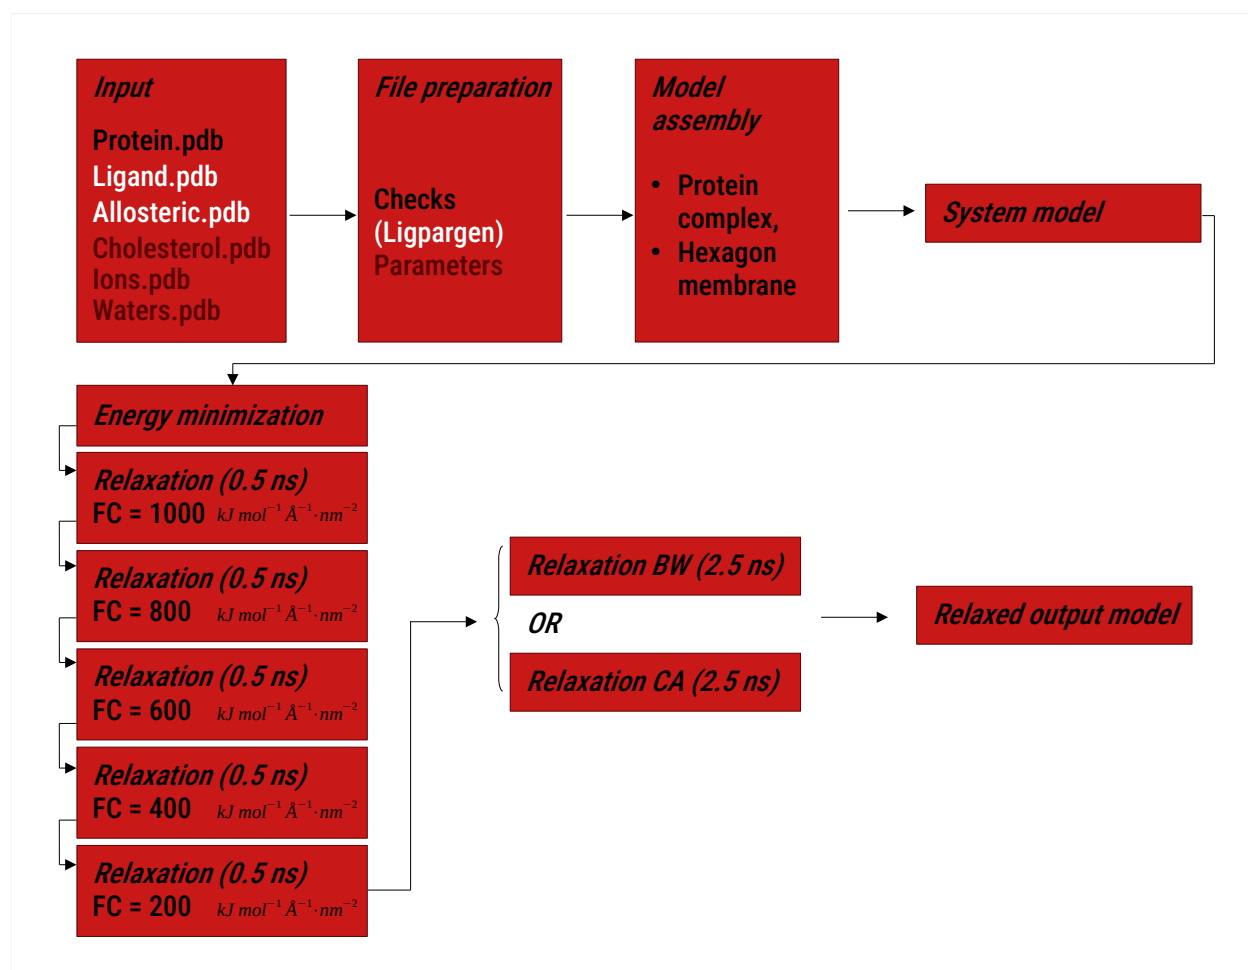 Input
Protein.pdb
Ligand.pdb
Allosteric.pdb
Cholesterol.pdb
Ions.pdb
Waters.pdb
File preparation
Checks
(Ligpargen)
Parameters
Model
assembly
• Protein
complex,
• Hexagon
membrane
System model
Energy minimization
Relaxation (0.5 ns)
FC = 1000 kJ mol⁻¹ Å⁻¹·nm⁻²
Relaxation (0.5 ns)
FC = 800 kJ mol⁻¹ Å⁻¹·nm⁻²
Relaxation (0.5 ns)
FC = 600 kJ mol⁻¹ Å⁻¹·nm⁻²
Relaxation (0.5 ns)
FC = 400 kJ mol⁻¹ Å⁻¹·nm⁻²
Relaxation (0.5 ns)
FC = 200 kJ mol⁻¹ Å⁻¹·nm⁻²
Relaxation BW (2.5 ns)
OR
Relaxation CA (2.5 ns)
Relaxed output model